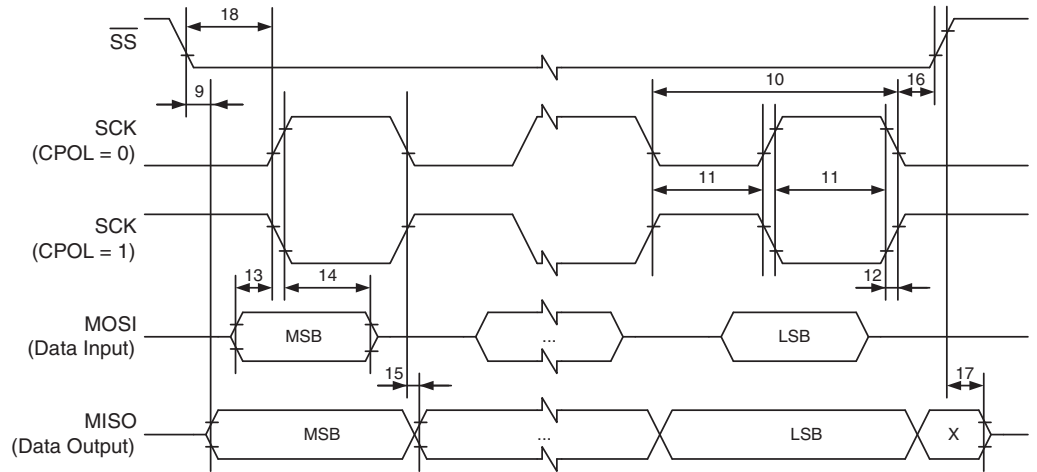 18
SS
9
10
16
SCK
(CPOL = 0)
11
11
SCK
(CPOL = 1)
13
14
12
MOSI
(Data Input)
MSB
...
LSB
15
17
MISO
(Data Output)
MSB
...
LSB
X